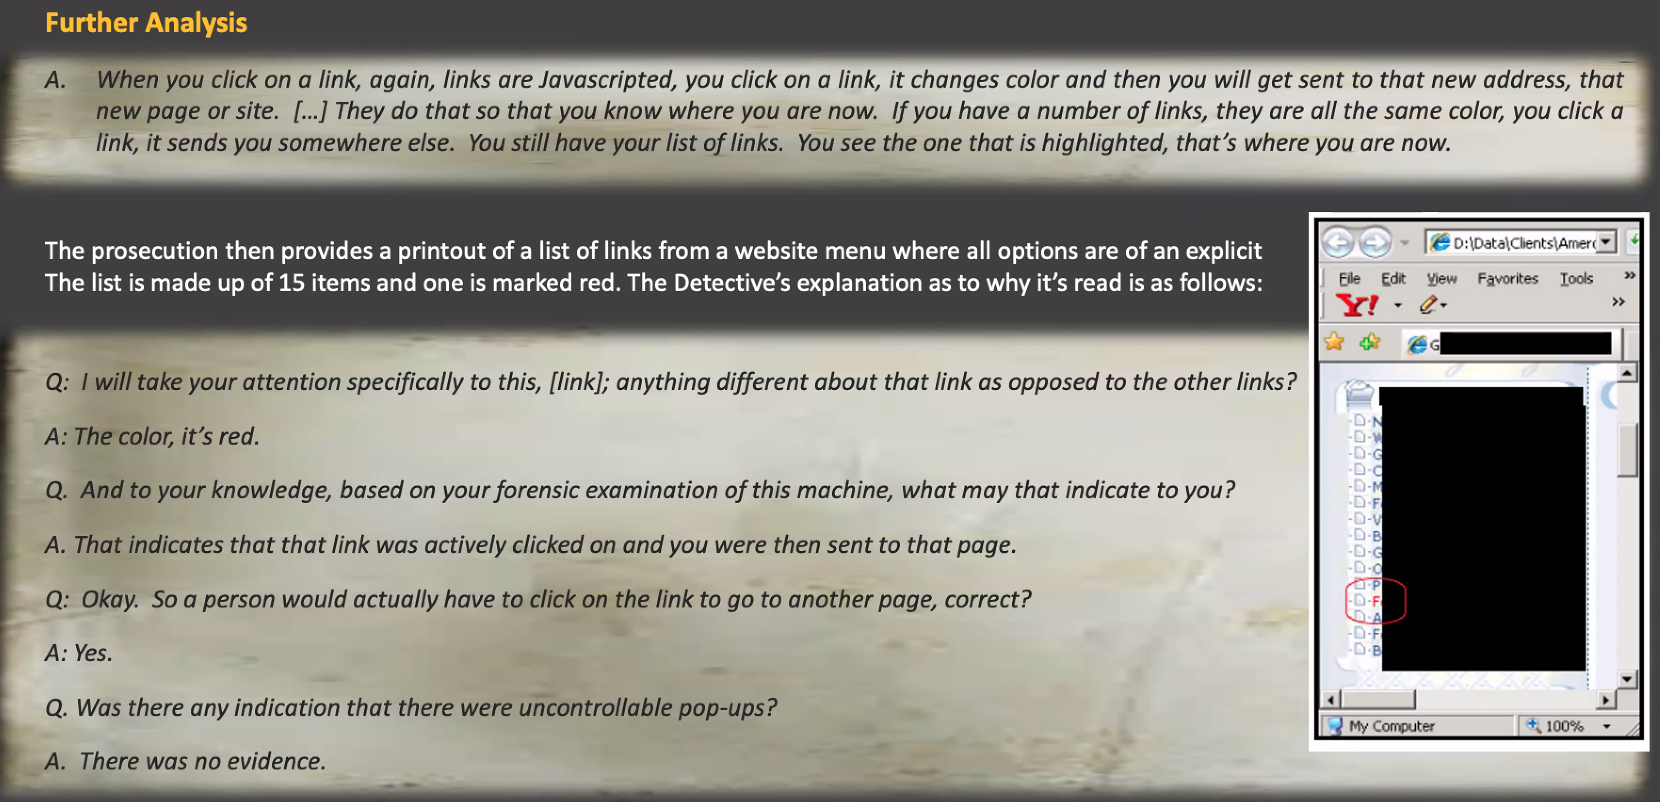 Further Analysis
A. When you click on a link, again, links are Javascripted, you click on a link, it changes color and then you will get sent to that new address, that
new page or site. [...] They do that so that you know where you are now. If you have a number of links, they are all the same color, you click a
link, it sends you somewhere else. You still have your list of links. You see the one that is highlighted, that's where you are now.
The prosecution then provides a printout of a list of links from a website menu where all options are of an explicit
The list is made up of 15 items and one is marked red. The Detective's explanation as to why it's read is as follows:
Q: I will take your attention specifically to this, [link]; anything different about that link as opposed to the other links?
A: The color, it's red.
Q. And to your knowledge, based on your forensic examination of this machine, what may that indicate to you?
A. That indicates that that link was actively clicked on and you were then sent to that page.
Q: Okay. So a person would actually have to click on the link to go to another page, correct?
A: Yes.
Q. Was there any indication that there were uncontrollable pop-ups?
A. There was no evidence.
D:\Data\Clients\Amer
File Edit View Favorites Tools »
Y! »
G
N
W
G
C
M
F
V
B
G
O
P
F
A
F
B
My Computer 100%